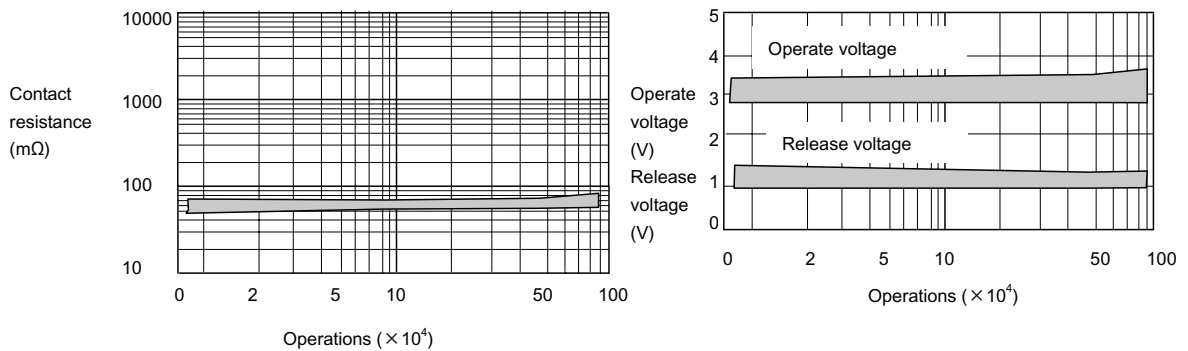 10000
1000
100
10
Contact
resistance
(mΩ)
0 2 5 10 50 100
Operations (×10⁴)
5
4
3
2
1
0
Operate
voltage
(V)
Release
voltage
(V)
Operate voltage
Release voltage
0 2 5 10 50 100
Operations (×10⁴)